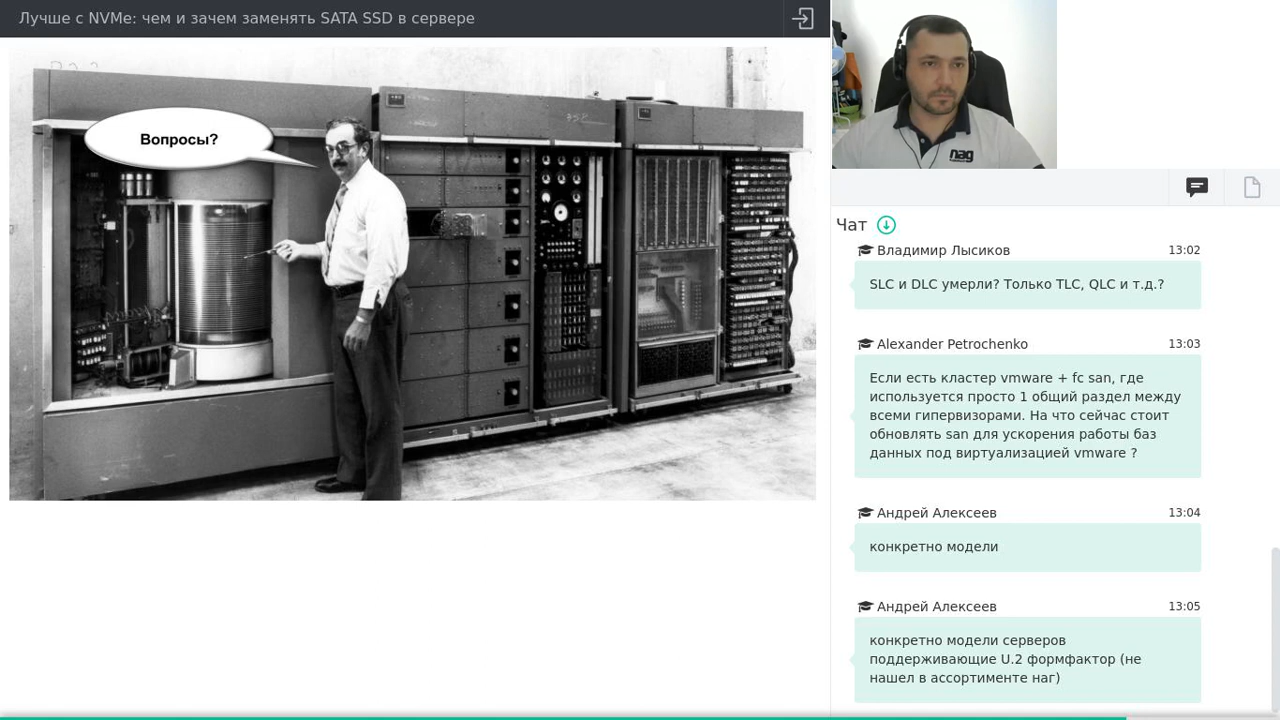 Лучше с NVMe: чем и зачем заменять SATA SSD в сервере
Вопросы?
nag
Чат
Владимир Лысиков 13:02
SLC и DLC умерли? Только TLC, QLC и т.д.?
Alexander Petrochenko 13:03
Если есть кластер vmware + fc san, где
используется просто 1 общий раздел между
всеми гипервизорами. На что сейчас стоит
обновлять san для ускорения работы баз
данных под виртуализацией vmware ?
Андрей Алексеев 13:04
конкретно модели
Андрей Алексеев 13:05
конкретно модели серверов
поддерживающие U.2 формфактор (не
нашел в ассортименте наг)